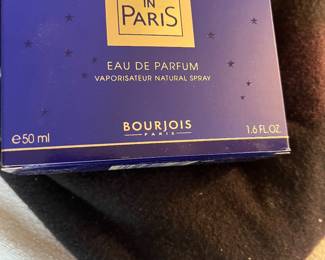 IN
PARIS
EAU DE PARFUM
VAPORISATEUR NATURAL SPRAY
e 50 ml
BOURJOIS
PARIS
1.6 FL.OZ.